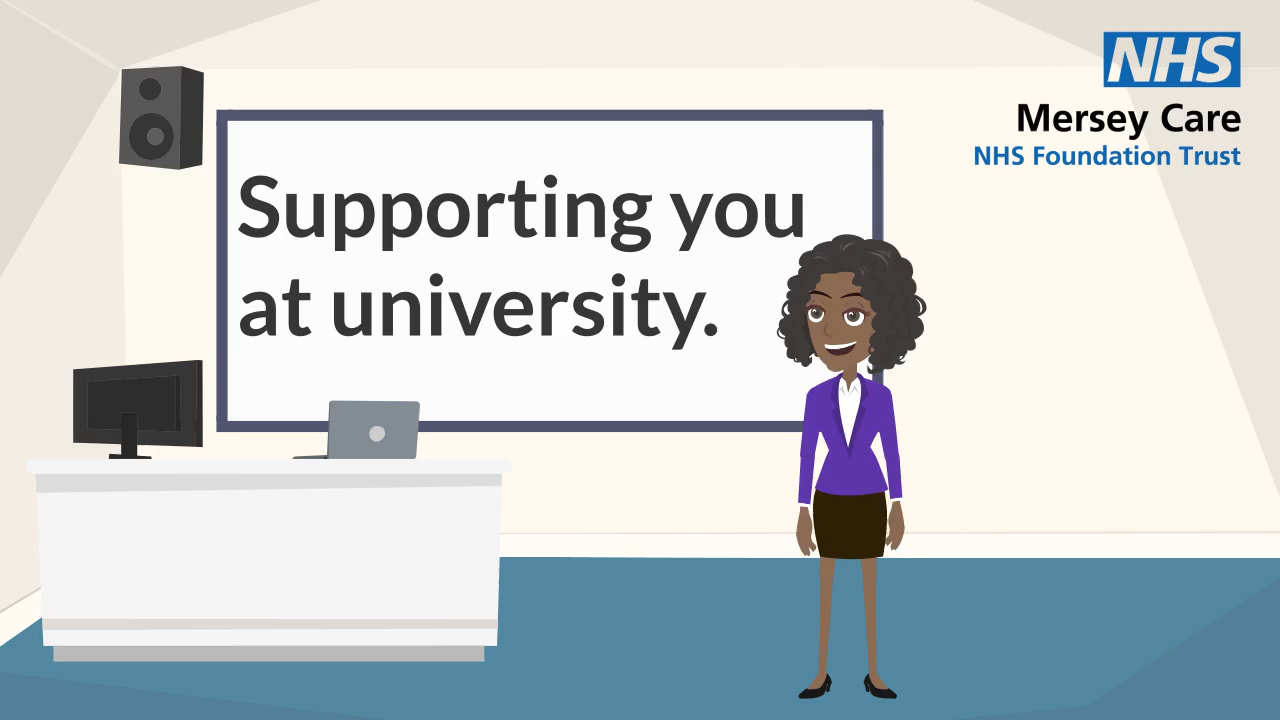 NHS
Mersey Care
NHS Foundation Trust
Supporting you
at university.